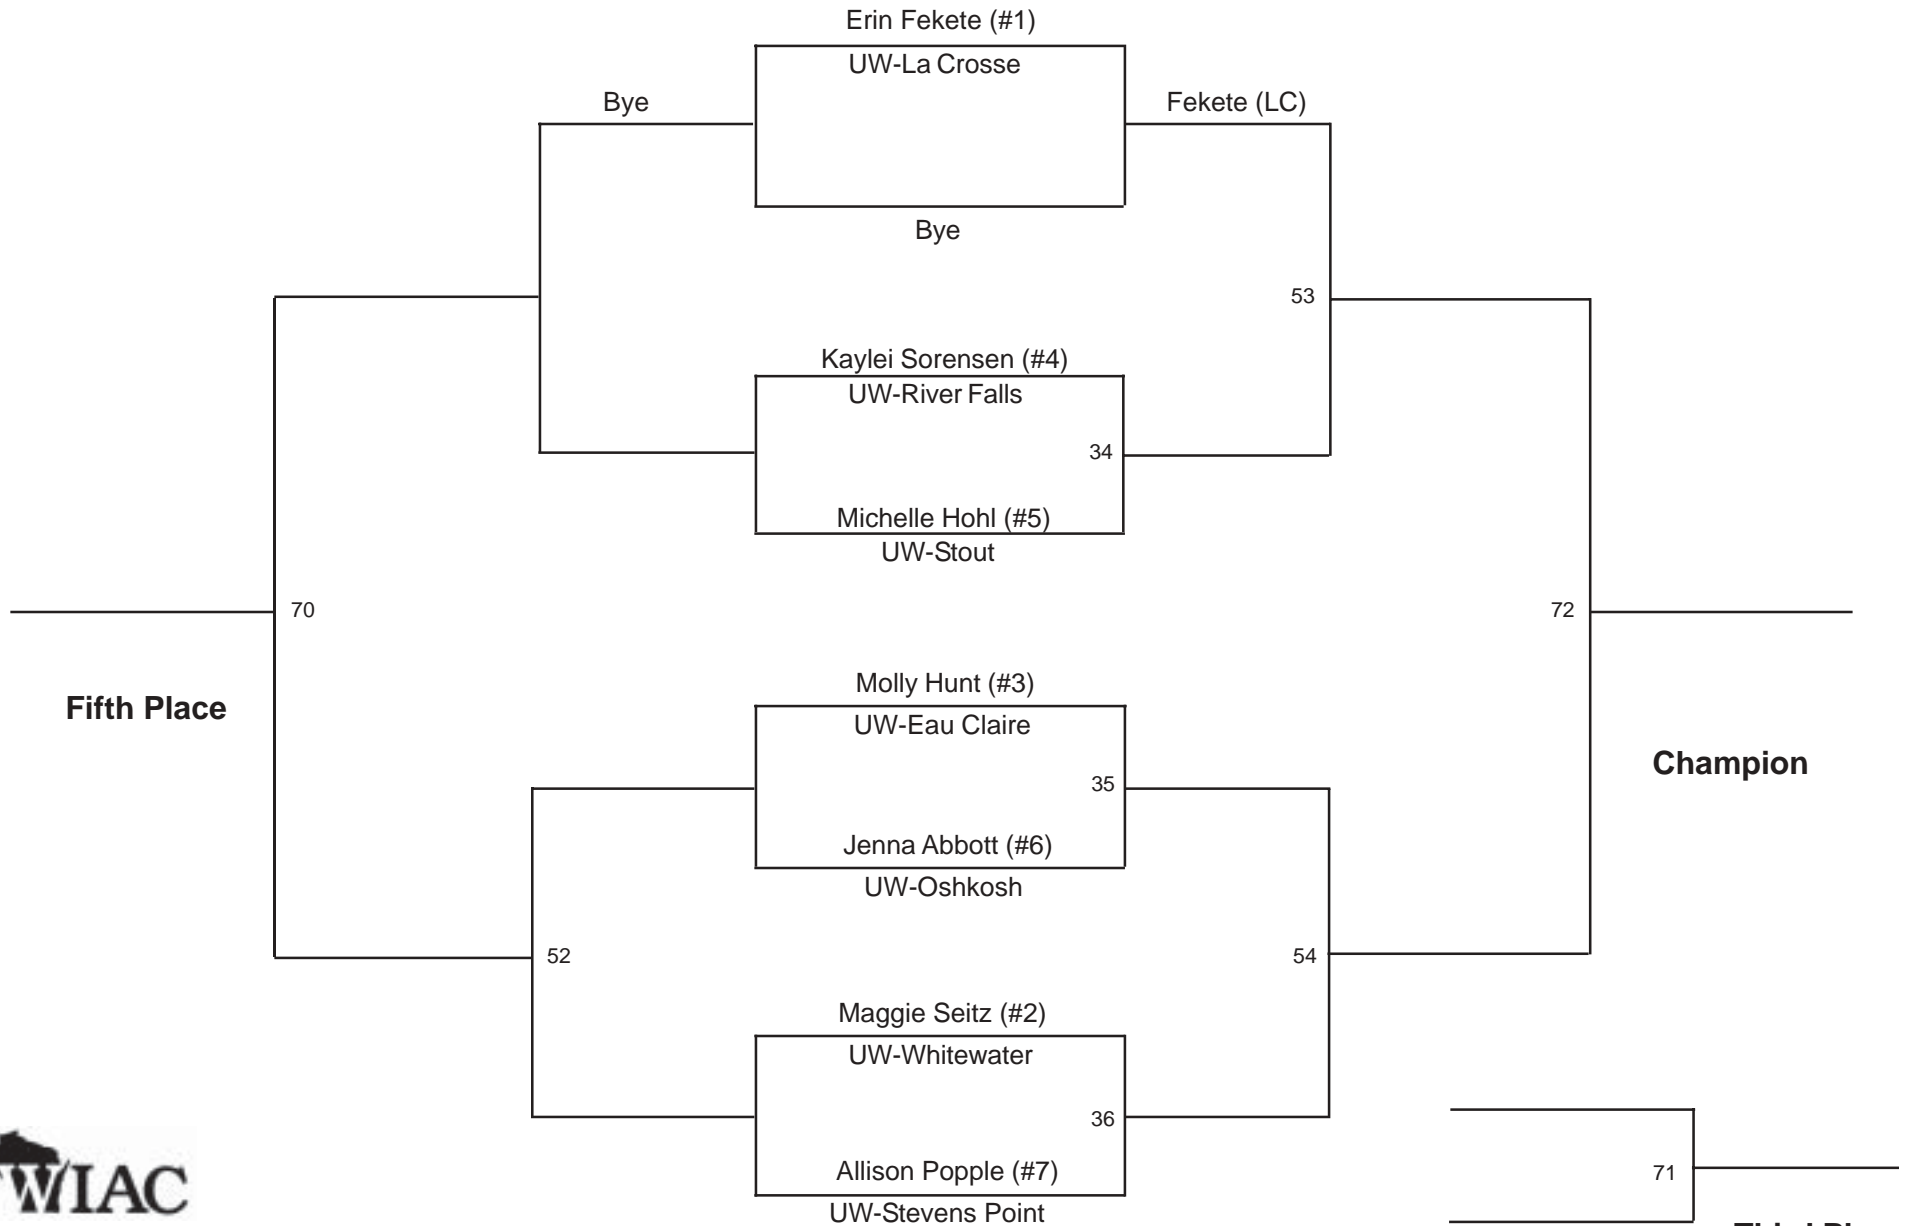 Erin Fekete (#1)
UW-La Crosse
Bye
Fekete (LC)
Bye
53
Kaylei Sorensen (#4)
UW-River Falls
34
Michelle Hohl (#5)
UW-Stout
70
72
Molly Hunt (#3)
Fifth Place
UW-Eau Claire
Champion
35
Jenna Abbott (#6)
UW-Oshkosh
52
54
Maggie Seitz (#2)
UW-Whitewater
36
Allison Popple (#7)
71
WIAC
UW-Stevens Point